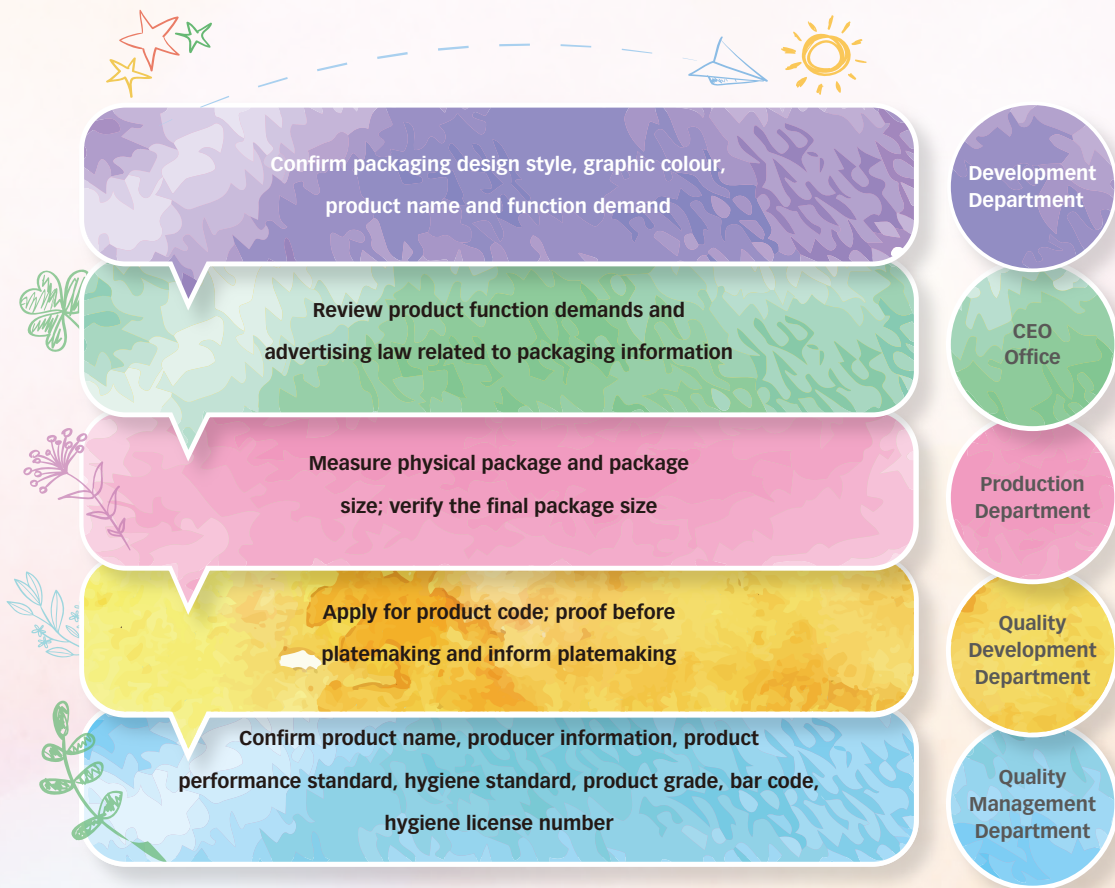 Confirm packaging design style, graphic colour,
product name and function demand
Development
Department
Review product function demands and
advertising law related to packaging information
CEO
Office
Measure physical package and package
size; verify the final package size
Production
Department
Apply for product code; proof before
platemaking and inform platemaking
Quality
Development
Department
Confirm product name, producer information, product
performance standard, hygiene standard, product grade, bar code,
hygiene license number
Quality
Management
Department